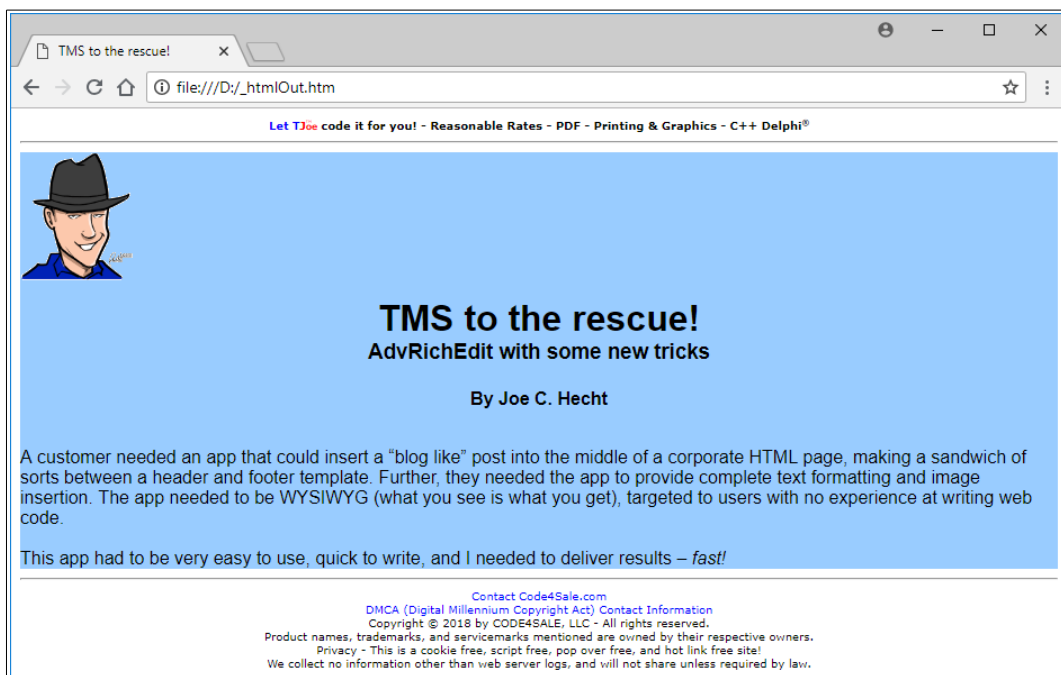 TMS to the rescue!
file:///D:/_htmlOut.htm
Let TJoe code it for you! - Reasonable Rates - PDF - Printing & Graphics - C++ Delphi®
TMS to the rescue!
AdvRichEdit with some new tricks
By Joe C. Hecht
A customer needed an app that could insert a “blog like” post into the middle of a corporate HTML page, making a sandwich of
sorts between a header and footer template. Further, they needed the app to provide complete text formatting and image
insertion. The app needed to be WYSIWYG (what you see is what you get), targeted to users with no experience at writing web
code.
This app had to be very easy to use, quick to write, and I needed to deliver results – fast!
Contact Code4Sale.com
DMCA (Digital Millennium Copyright Act) Contact Information
Copyright © 2018 by CODE4SALE, LLC - All rights reserved.
Product names, trademarks, and servicemarks mentioned are owned by their respective owners.
Privacy - This is a cookie free, script free, pop over free, and hot link free site!
We collect no information other than web server logs, and will not share unless required by law.